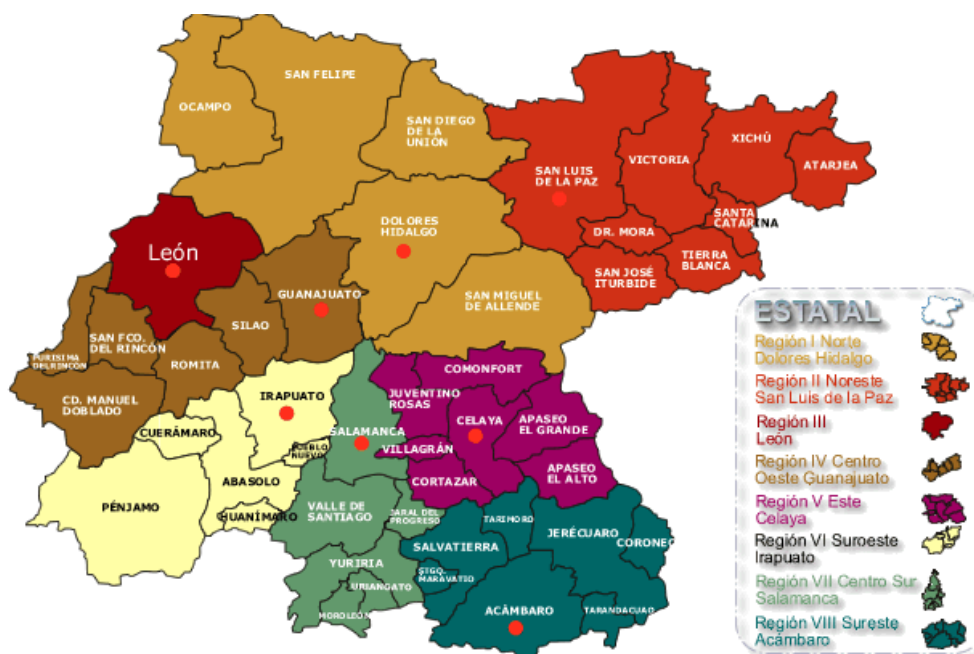 SAN FELIPE
OCAMPO
SAN DIEGO
DE LA
UNIÓN
XICHÚ
VICTORIA
ATARJEA
SAN LUIS
DE LA PAZ
SANTA
CATARINA
DOLORES
HIDALGO
DR. MORA
León
TIERRA
BLANCA
SAN JOSÉ
ITURBIDE
GUANAJUATO
SAN MIGUEL
DE ALLENDE
SILAO
SAN FCO.
DEL RINCÓN
PURISIMA
DEL RINCÓN
ROMITA
COMONFORT
CD. MANUEL
DOBLADO
IRAPUATO
JUVENTINO
ROSAS
CELAYA
APASEO
EL GRANDE
CUERÁMARO
SALAMANCA
PUEBLO
NUEVO
VILLAGRÁN
APASEO
EL ALTO
ABASOLO
CORTAZAR
PÉNJAMO
HUANÍMARO
VALLE DE
SANTIAGO
JARAL DEL
PROGRESO
TARIMORO
JERÉCUARO
CORONEO
SALVATIERRA
YURIRIA
STGO.
MARAVATIO
URIANGATO
MOROLEÓN
ACÁMBARO
TARANDACUAO
ESTATAL
Región I Norte
Dolores Hidalgo
Región II Noreste
San Luis de la Paz
Región III
León
Región IV Centro
Oeste Guanajuato
Región V Este
Celaya
Región VI Suroeste
Irapuato
Región VII Centro Sur
Salamanca
Región VIII Sureste
Acámbaro